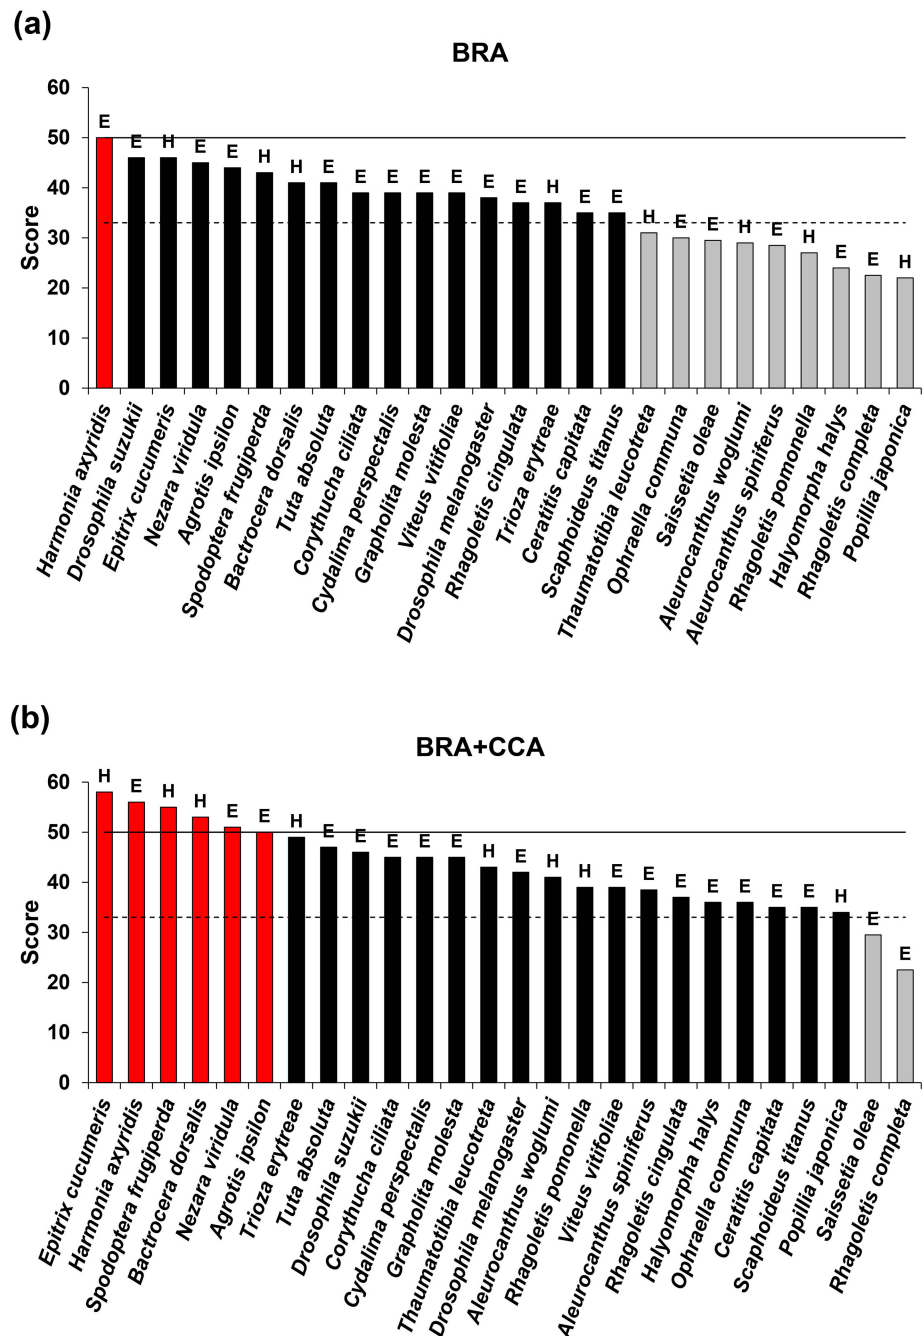 (a)
BRA
Score
60
50
40
30
20
10
0
E E H E E H H E E E E E E E H E E H E E H E H E E H
Harmonia axyridis
Drosophila suzukii
Epitrix cucumeris
Nezara viridula
Agrotis ipsilon
Spodoptera frugiperda
Bactrocera dorsalis
Tuta absoluta
Corythucha ciliata
Cydalima perspectalis
Grapholita molesta
Viteus vitifoliae
Drosophila melanogaster
Rhagoletis cingulata
Trioza erytreae
Ceratitis capitata
Scaphoideus titanus
Thaumatotibia leucotreta
Ophraella communa
Saissetia oleae
Aleurocanthus woglumi
Aleurocanthus spiniferus
Rhagoletis pomonella
Halyomorpha halys
Rhagoletis completa
Popillia japonica
(b)
BRA+CCA
Score
60
50
40
30
20
10
0
H E H H E E H E E E E E H E H H E E E E E E E H E E
Epitrix cucumeris
Harmonia axyridis
Spodoptera frugiperda
Bactrocera dorsalis
Nezara viridula
Agrotis ipsilon
Trioza erytreae
Tuta absoluta
Drosophila suzukii
Corythucha ciliata
Cydalima perspectalis
Grapholita molesta
Thaumatotibia leucotreta
Drosophila melanogaster
Aleurocanthus woglumi
Rhagoletis pomonella
Viteus vitifoliae
Aleurocanthus spiniferus
Rhagoletis cingulata
Halyomorpha halys
Ophraella communa
Ceratitis capitata
Scaphoideus titanus
Popillia japonica
Saissetia oleae
Rhagoletis completa